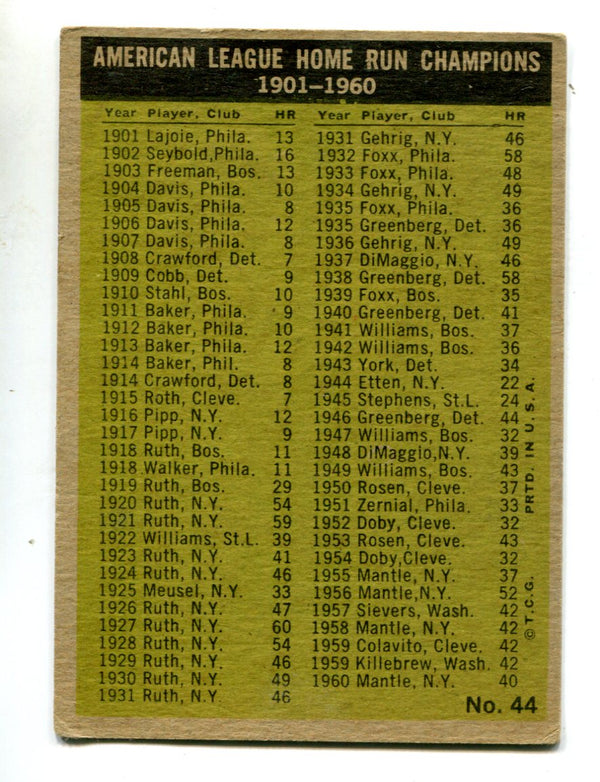 AMERICAN LEAGUE HOME RUN CHAMPIONS
1901–1960
Year Player, Club HR
1901 Lajoie, Phila. 13
1902 Seybold,Phila. 16
1903 Freeman, Bos. 13
1904 Davis, Phila. 10
1905 Davis, Phila. 8
1906 Davis, Phila. 12
1907 Davis, Phila. 8
1908 Crawford, Det. 7
1909 Cobb, Det. 9
1910 Stahl, Bos. 10
1911 Baker, Phila. 9
1912 Baker, Phila. 10
1913 Baker, Phila. 12
1914 Baker, Phil. 8
1914 Crawford, Det. 8
1915 Roth, Cleve. 7
1916 Pipp, N.Y. 12
1917 Pipp, N.Y. 9
1918 Ruth, Bos. 11
1918 Walker, Phila. 11
1919 Ruth, Bos. 29
1920 Ruth, N.Y. 54
1921 Ruth, N.Y. 59
1922 Williams, St.L. 39
1923 Ruth, N.Y. 41
1924 Ruth, N.Y. 46
1925 Meusel, N.Y. 33
1926 Ruth, N.Y. 47
1927 Ruth, N.Y. 60
1928 Ruth, N.Y. 54
1929 Ruth, N.Y. 46
1930 Ruth, N.Y. 49
1931 Ruth, N.Y. 46
Year Player, Club HR
1931 Gehrig, N.Y. 46
1932 Foxx, Phila. 58
1933 Foxx, Phila. 48
1934 Gehrig, N.Y. 49
1935 Foxx, Phila. 36
1935 Greenberg, Det. 36
1936 Gehrig, N.Y. 49
1937 DiMaggio, N.Y. 46
1938 Greenberg, Det. 58
1939 Foxx, Bos. 35
1940 Greenberg, Det. 41
1941 Williams, Bos. 37
1942 Williams, Bos. 36
1943 York, Det. 34
1944 Etten, N.Y. 22
1945 Stephens, St.L. 24
1946 Greenberg, Det. 44
1947 Williams, Bos. 32
1948 DiMaggio,N.Y. 39
1949 Williams, Bos. 43
1950 Rosen, Cleve. 37
1951 Zernial, Phila. 33
1952 Doby, Cleve. 32
1953 Rosen, Cleve. 43
1954 Doby,Cleve. 32
1955 Mantle, N.Y. 37
1956 Mantle,N.Y. 52
1957 Sievers, Wash. 42
1958 Mantle, N.Y. 42
1959 Colavito, Cleve. 42
1959 Killebrew, Wash. 42
1960 Mantle, N.Y. 40
© T.C.G. PRTD. IN U.S.A.
No. 44